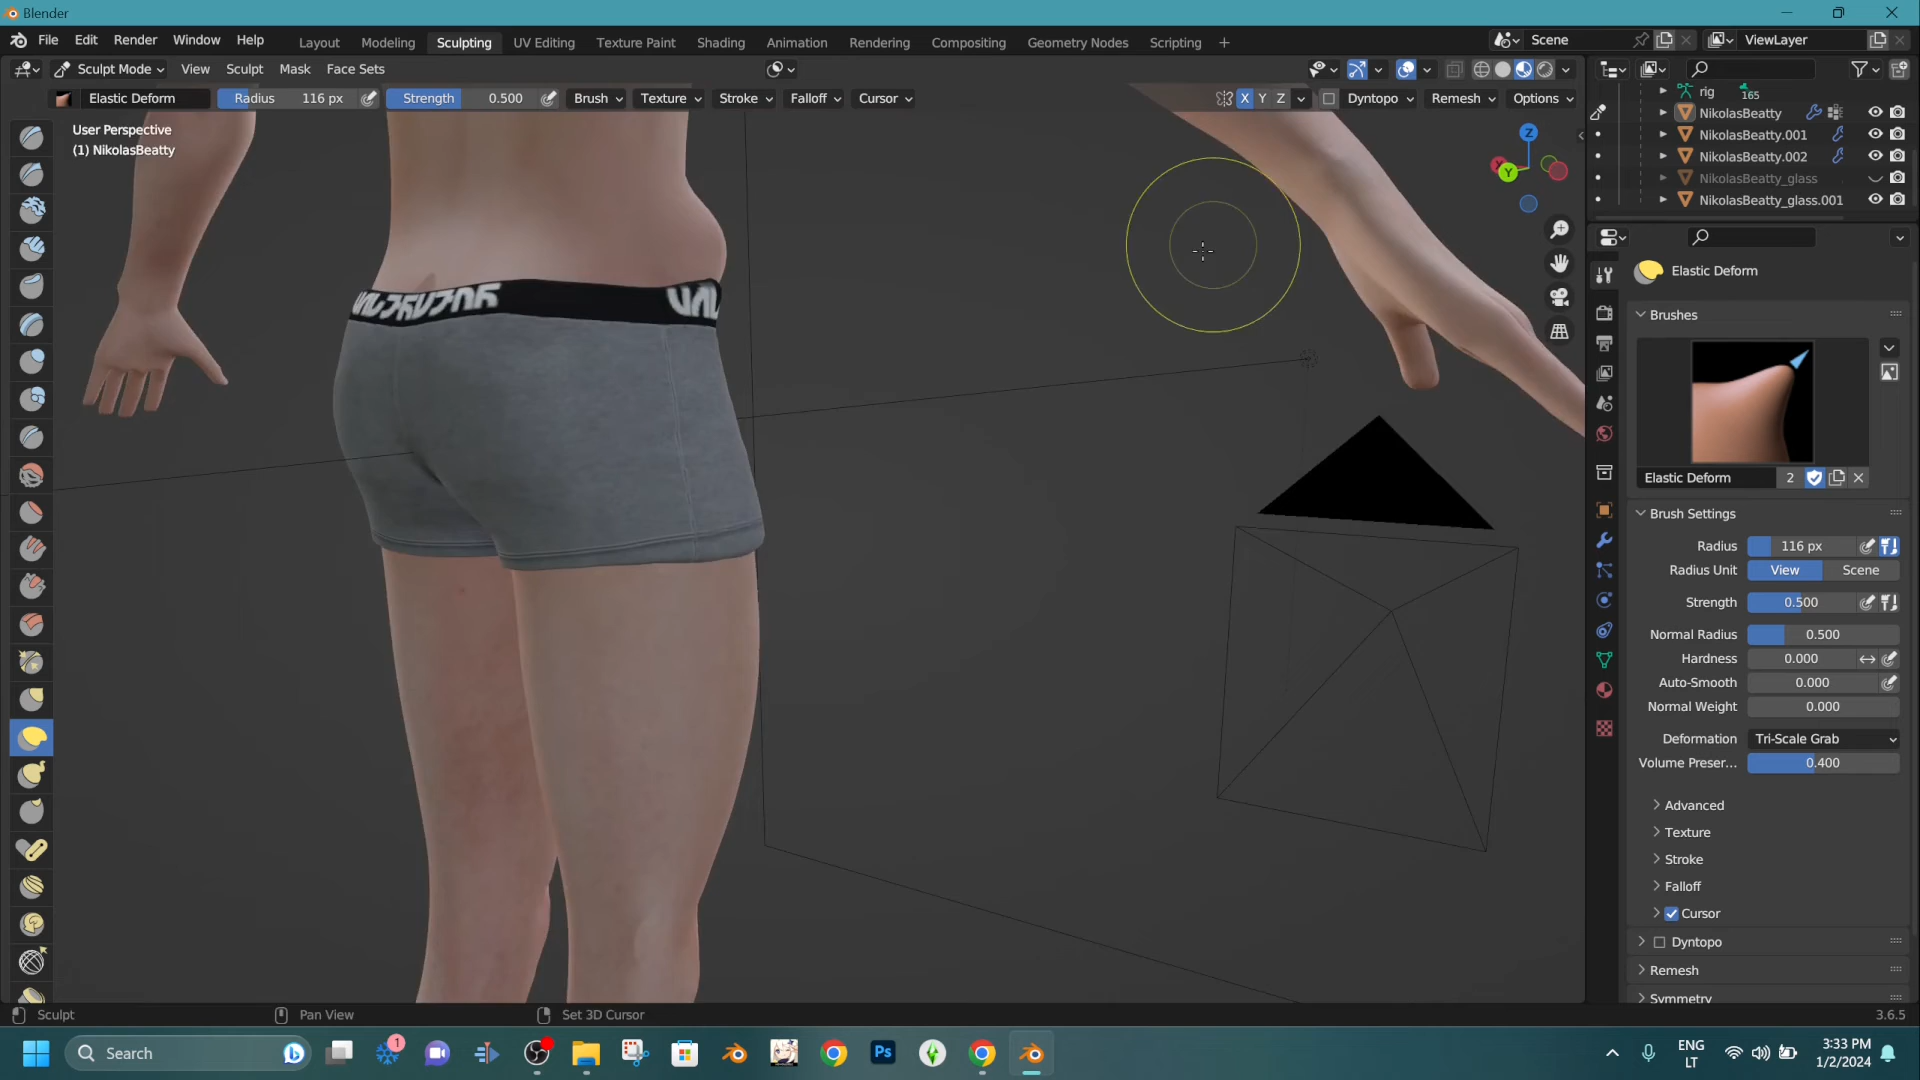 Blender
File Edit Render Window Help
Layout Modeling Sculpting UV Editing Texture Paint Shading Animation Rendering Compositing Geometry Nodes Scripting +
Scene
ViewLayer
Sculpt Mode View Sculpt Mask Face Sets
Elastic Deform Radius 116 px Strength 0.500 Brush Texture Stroke Falloff Cursor
X Y Z Dyntopo Remesh Options
User Perspective
(1) NikolasBeatty
Z
Y
rig 165
NikolasBeatty
NikolasBeatty.001
NikolasBeatty.002
NikolasBeatty_glass
NikolasBeatty_glass.001
Elastic Deform
Brushes
Elastic Deform 2
Brush Settings
Radius 116 px
Radius Unit View Scene
Strength 0.500
Normal Radius 0.500
Hardness 0.000
Auto-Smooth 0.000
Normal Weight 0.000
Deformation Tri-Scale Grab
Volume Preser... 0.400
Advanced
Texture
Stroke
Falloff
Cursor
Dyntopo
Remesh
Symmetry
Sculpt Pan View Set 3D Cursor 3.6.5
Search
1
Ps
ENG
LT
3:33 PM
1/2/2024